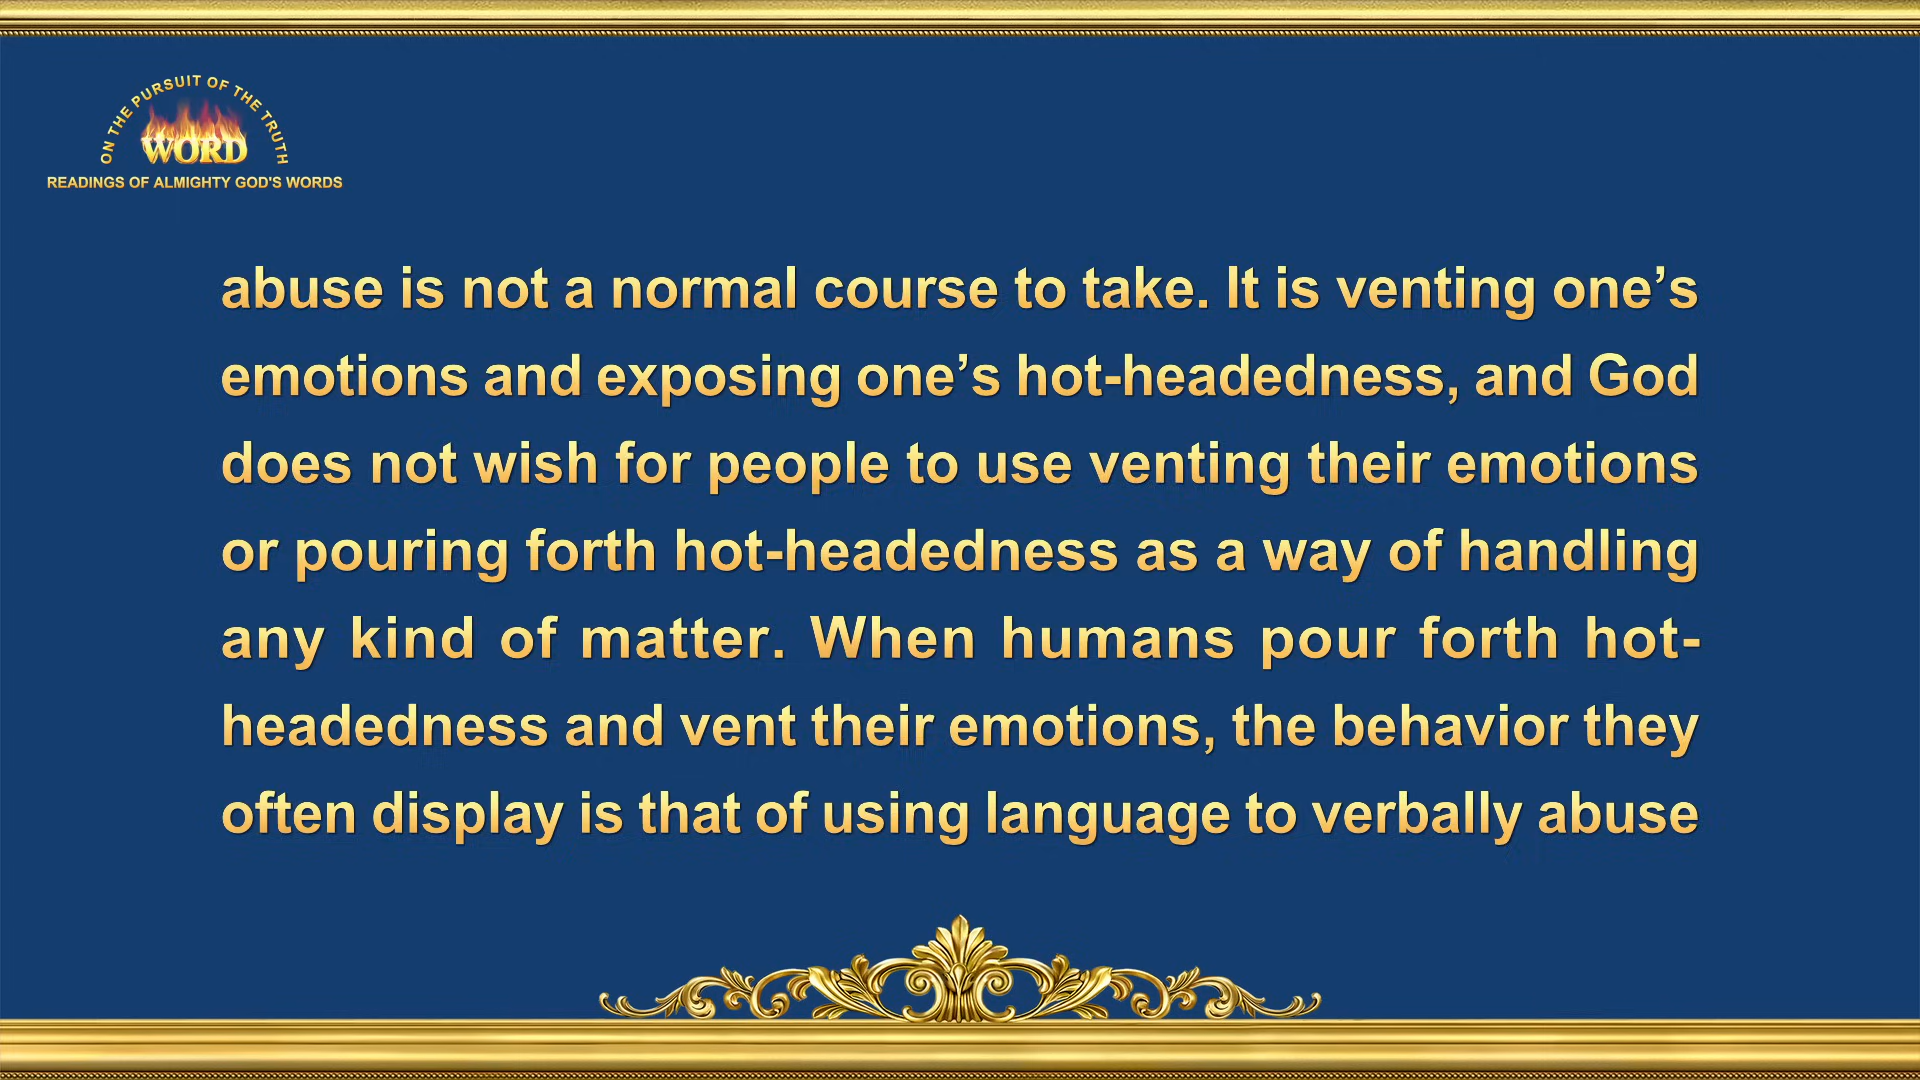 ON THE PURSUIT OF THE TRUTH
WORD
READINGS OF ALMIGHTY GOD'S WORDS
abuse is not a normal course to take. It is venting one’s
emotions and exposing one’s hot-headedness, and God
does not wish for people to use venting their emotions
or pouring forth hot-headedness as a way of handling
any kind of matter. When humans pour forth hot-
headedness and vent their emotions, the behavior they
often display is that of using language to verbally abuse